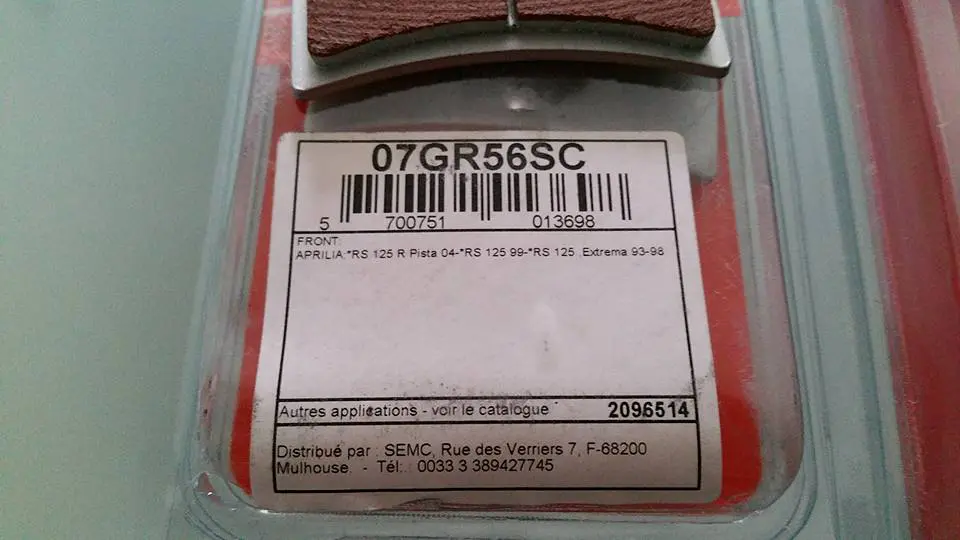 07GR56SC
5 700751 013698
FRONT:
APRILIA:*RS 125 R Pista 04-*RS 125 99-*RS 125 Extrema 93-98
Autres applications - voir le catalogue 2096514
Distribué par : SEMC, Rue des Verriers 7, F-68200
Mulhouse. - Tél: 0033 3 389427745